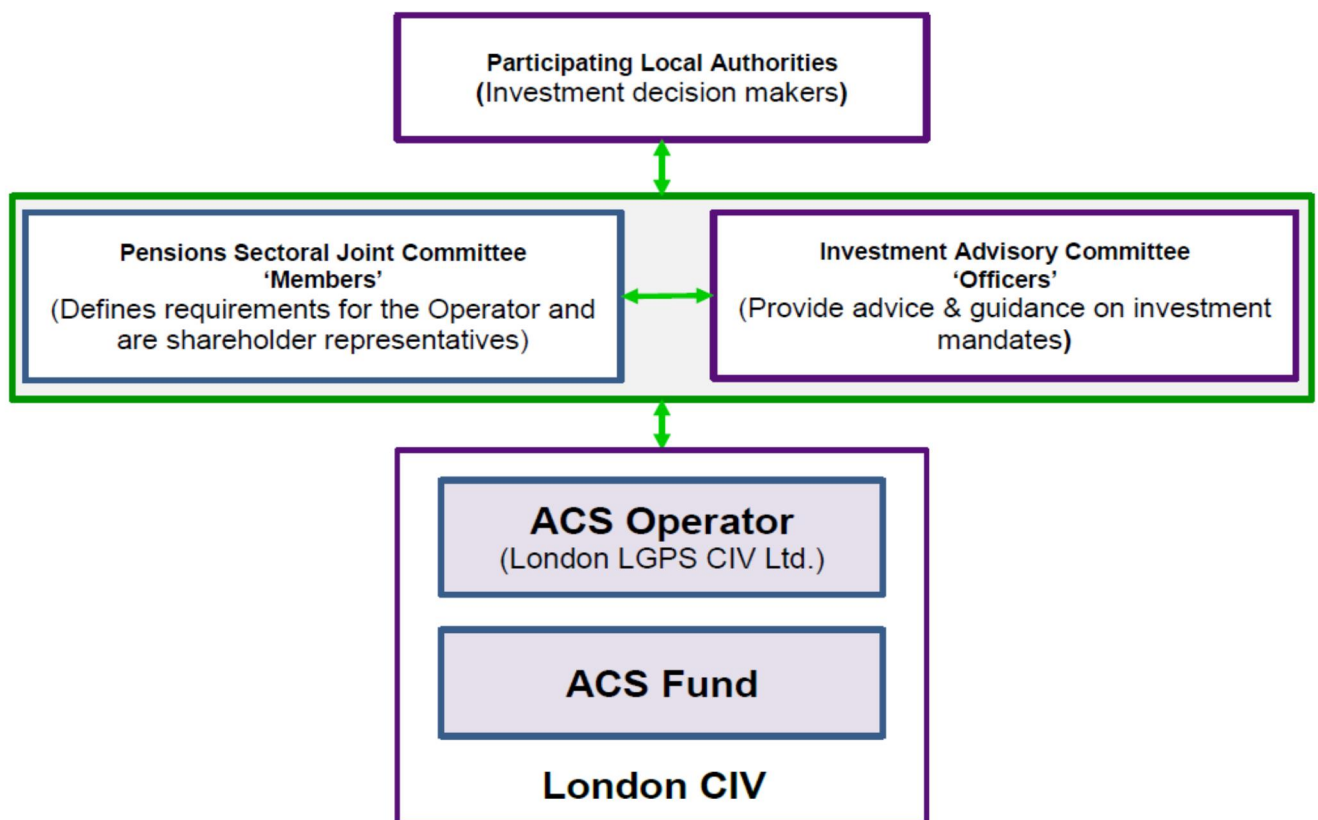 Participating Local Authorities
(Investment decision makers)
Pensions Sectoral Joint Committee
‘Members’
(Defines requirements for the Operator and
are shareholder representatives)
Investment Advisory Committee
‘Officers’
(Provide advice & guidance on investment
mandates)
ACS Operator
(London LGPS CIV Ltd.)
ACS Fund
London CIV